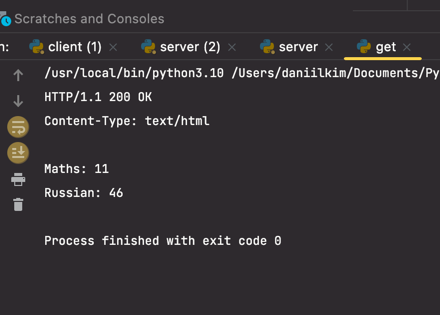 Scratches and Consoles
n: client (1) server (2) server get
/usr/local/bin/python3.10 /Users/daniilkim/Documents/Py
HTTP/1.1 200 OK
Content-Type: text/html
Maths: 11
Russian: 46
Process finished with exit code 0